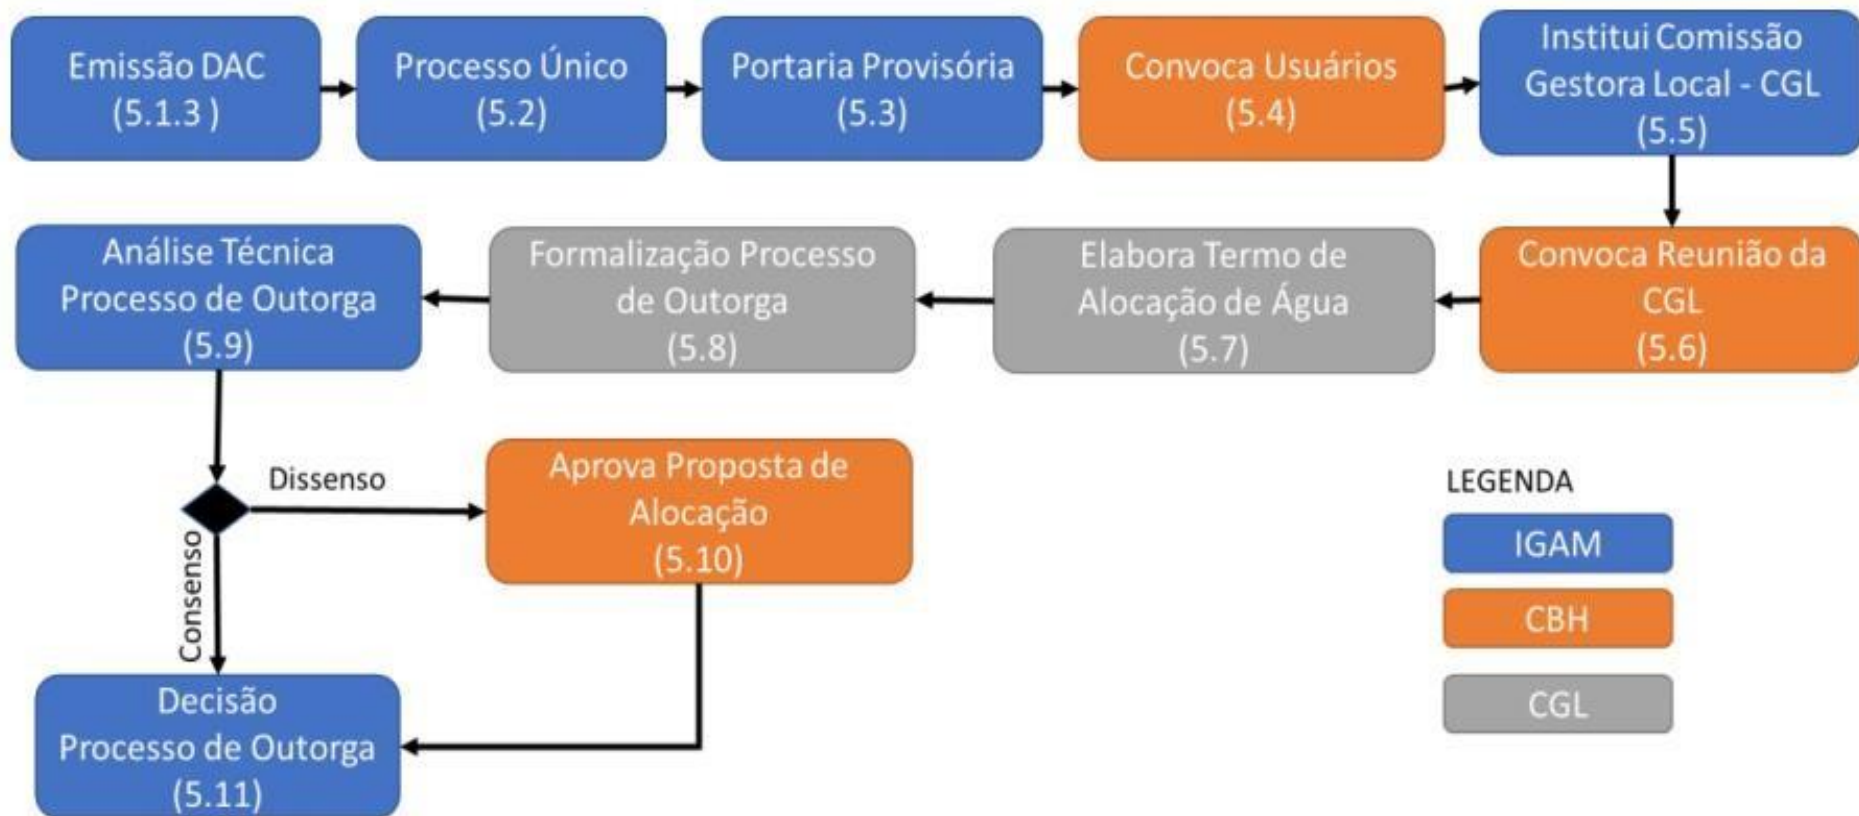 Emissão DAC
(5.1.3 )
Processo Único
(5.2)
Portaria Provisória
(5.3)
Convoca Usuários
(5.4)
Institui Comissão
Gestora Local - CGL
(5.5)
Convoca Reunião da
CGL
(5.6)
Elabora Termo de
Alocação de Água
(5.7)
Formalização Processo
de Outorga
(5.8)
Análise Técnica
Processo de Outorga
(5.9)
Dissenso
Consenso
Aprova Proposta de
Alocação
(5.10)
Decisão
Processo de Outorga
(5.11)
LEGENDA
IGAM
CBH
CGL